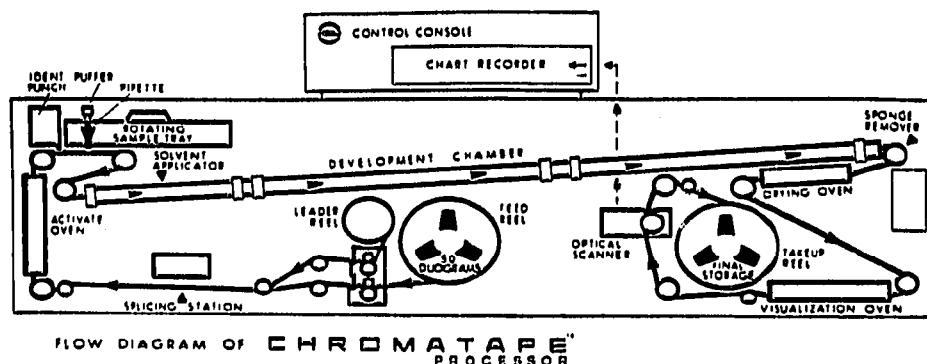 CONTROL CONSOLE
CHART RECORDER
IDENT PUNCH
PUFFER
PIPETTE
ROTATING
SAMPLE TRAY
SOLVENT
APPLICATOR
DEVELOPMENT CHAMBER
SPONGE
REMOVER
ACTIVATE
OVEN
LEADER
REEL
FEED
REEL
50
DUOGRAMS
SPLICING STATION
OPTICAL
SCANNER
DRYING OVEN
FINAL
STORAGE
TAKEUP
REEL
VISUALIZATION OVEN
FLOW DIAGRAM OF CHROMATAPE
PROCESSOR